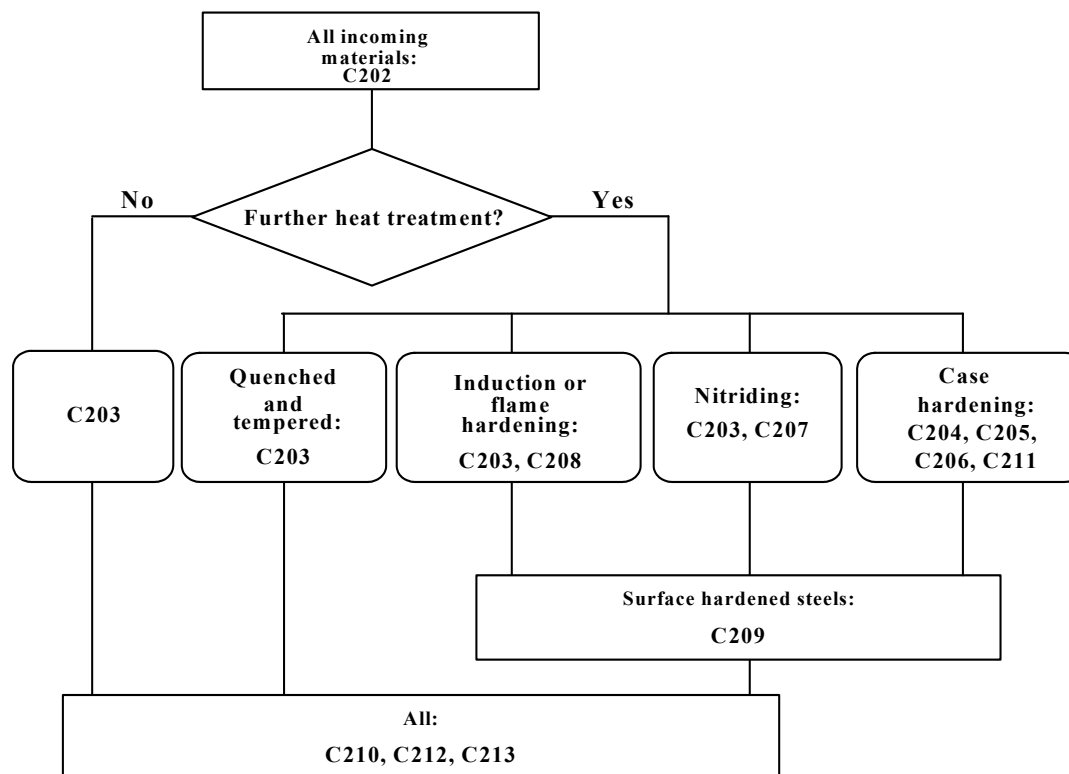 All incoming
materials:
C202
No
Yes
Further heat treatment?
C203
Quenched
and
tempered:
C203
Induction or
flame
hardening:
C203, C208
Nitriding:
C203, C207
Case
hardening:
C204, C205,
C206, C211
Surface hardened steels:
C209
All:
C210, C212, C213